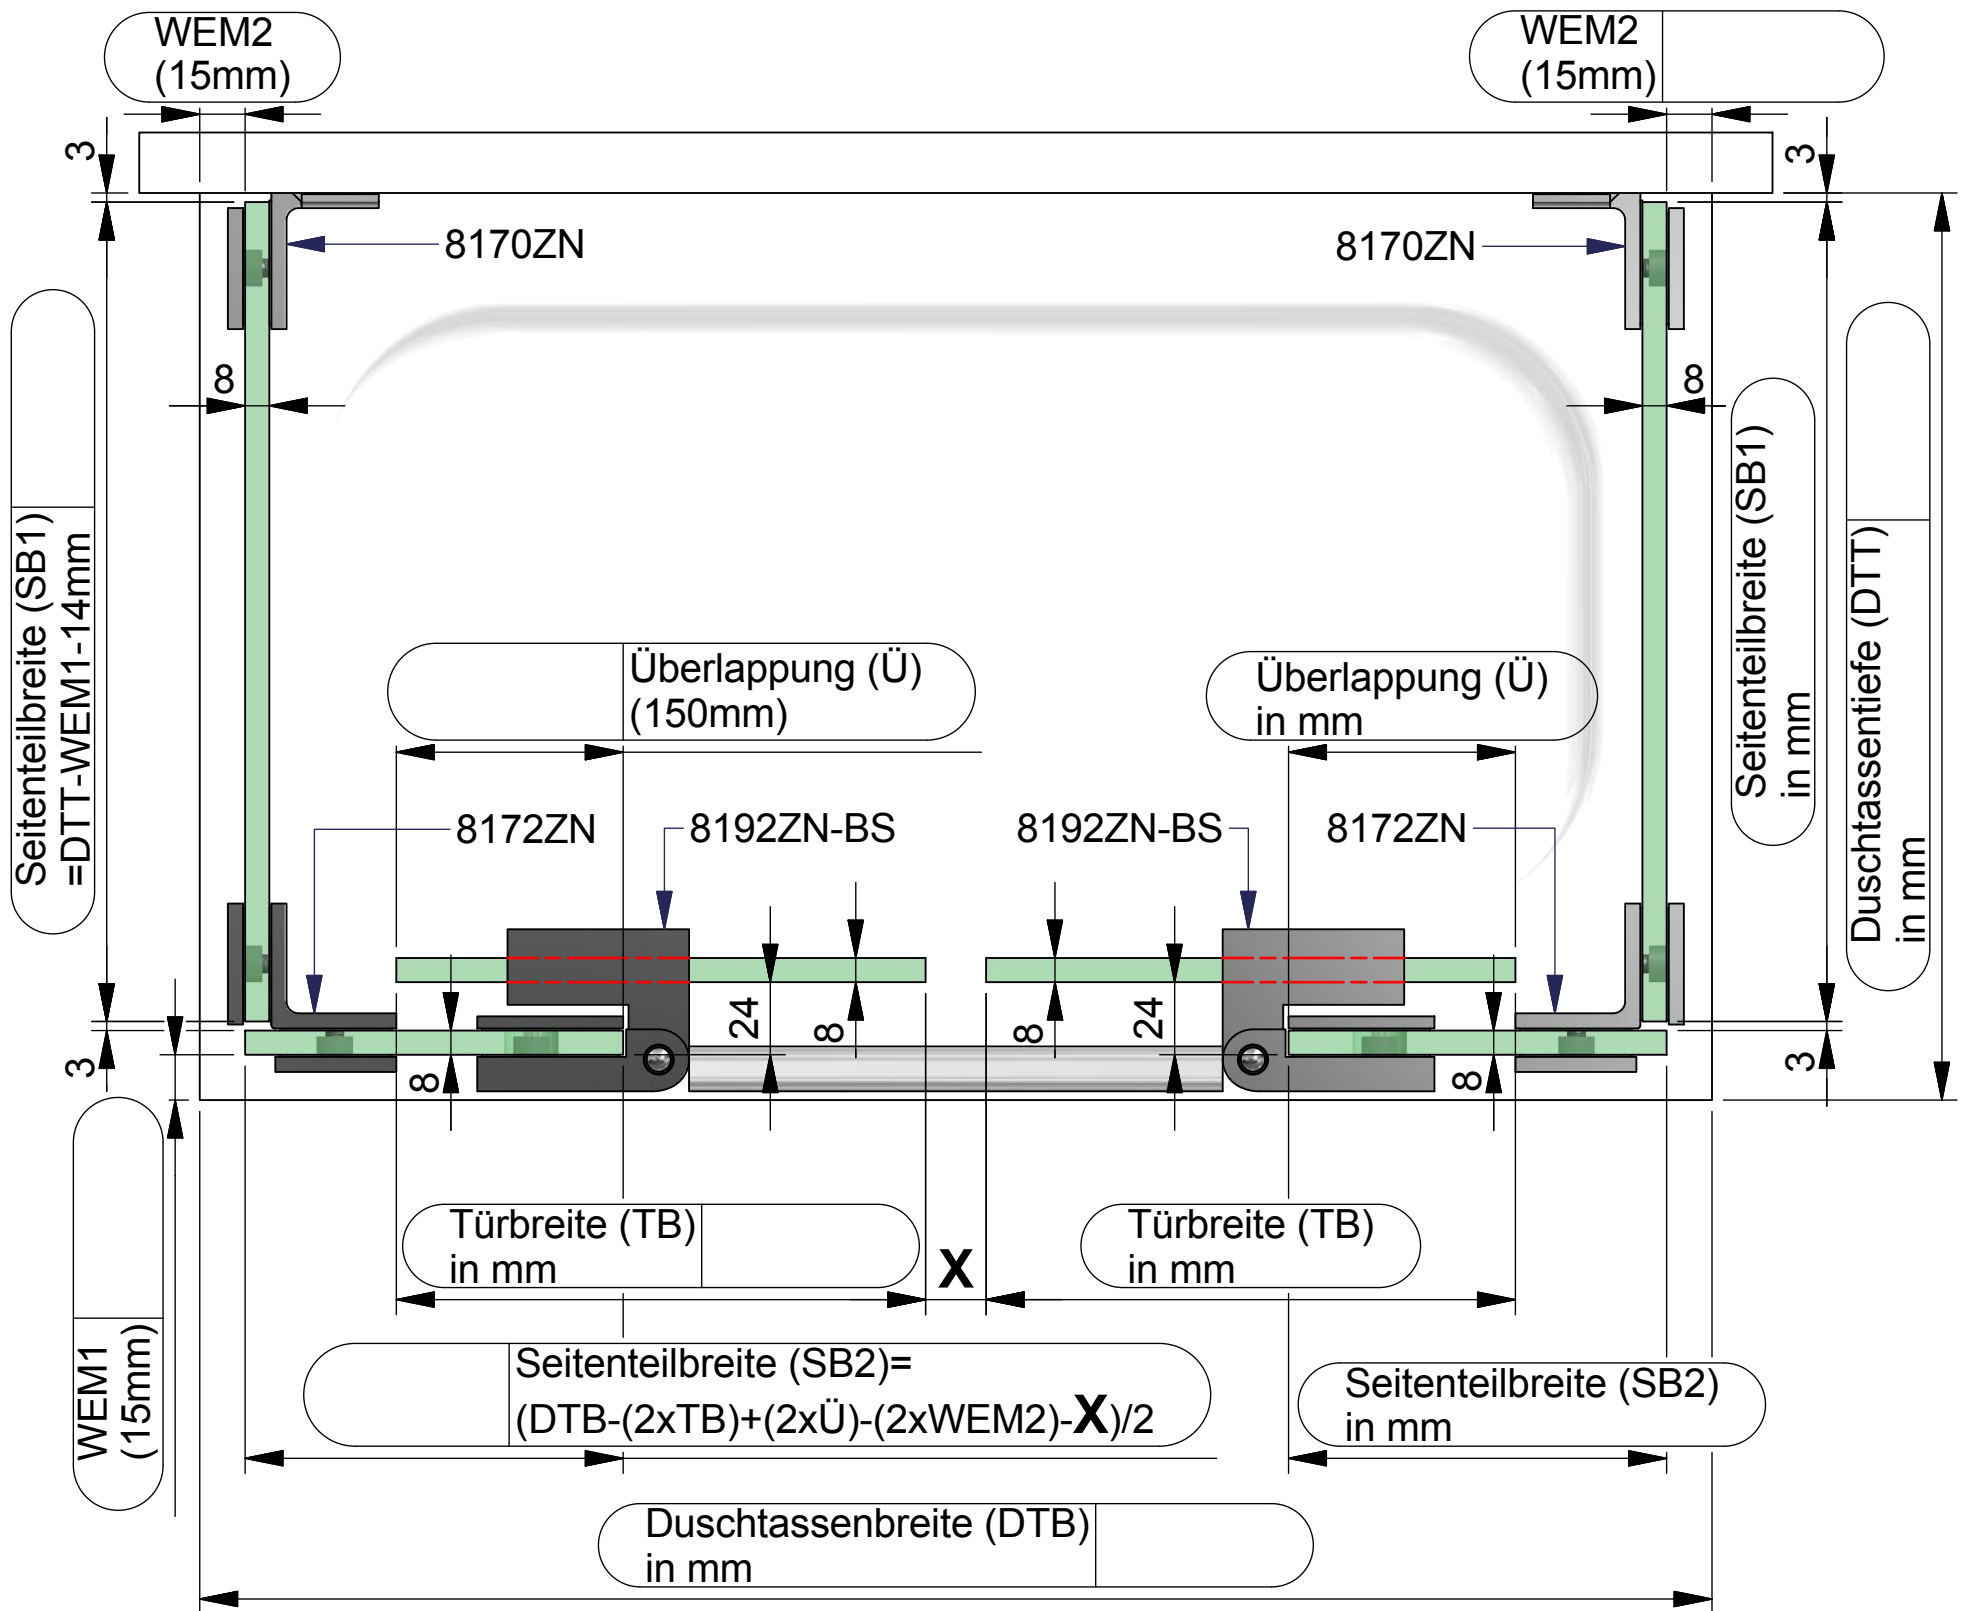 WEM2
(15mm)
WEM2
(15mm)
3
3
8170ZN
8170ZN
8
8
Seitenteilbreite (SB1)
=DTT-WEM1-14mm
Seitenteilbreite (SB1)
in mm
Duschtassentiefe (DTT)
in mm
Überlappung (Ü)
(150mm)
Überlappung (Ü)
in mm
8172ZN
8192ZN-BS
8192ZN-BS
8172ZN
24
8
8
24
3
8
8
3
WEM1
(15mm)
Türbreite (TB)
in mm
X
Türbreite (TB)
in mm
Seitenteilbreite (SB2)=
(DTB-(2xTB)+(2xÜ)-(2xWEM2)-X)/2
Seitenteilbreite (SB2)
in mm
Duschtassenbreite (DTB)
in mm